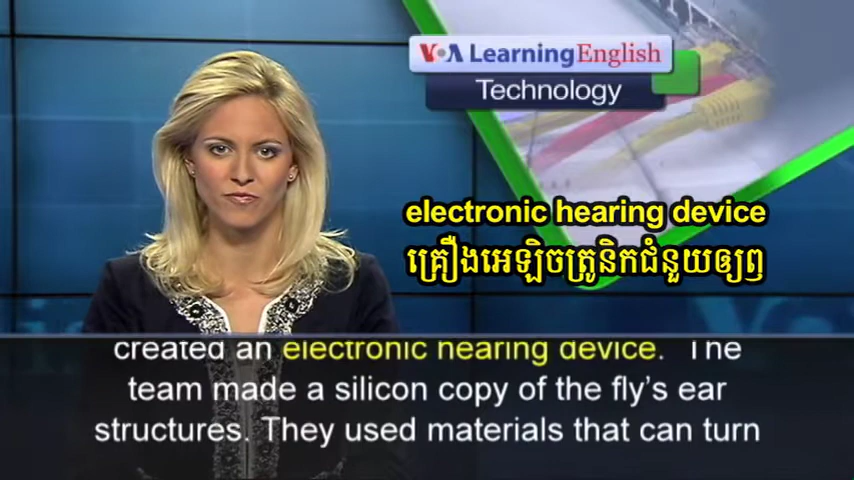 VOA Learning English
Technology
electronic hearing device
គ្រឿងអេឡិចត្រូនិកជំនួយឲ្យឮ
created an electronic hearing device. The
team made a silicon copy of the fly's ear
structures. They used materials that can turn